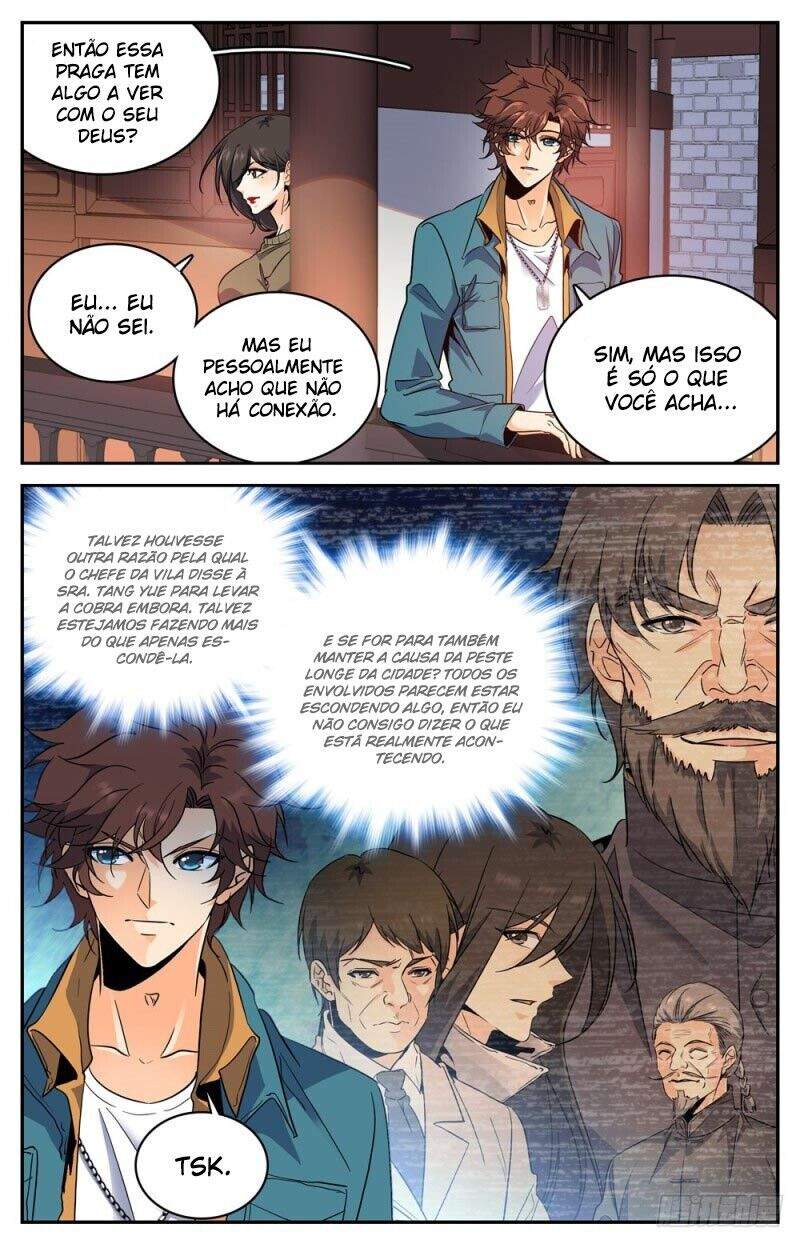 ENTÃO ESSA
PRAGA TEM
ALGO A VER
COM O SEU
DEUS?
EU... EU
NÃO SEI.
MAS EU
PESSOALMENTE
ACHO QUE NÃO
HÁ CONEXÃO.
SIM, MAS ISSO
É SÓ O QUE
VOCÊ ACHA...
TALVEZ HOUVESSE
OUTRA RAZÃO PELA QUAL
O CHEFE DA VILA DISSE À
SRA. TANG YUE PARA LEVAR
A COBRA EMBORA. TALVEZ
ESTEJAMOS FAZENDO MAIS
DO QUE APENAS ES-
CONDÊ-LA.
E SE FOR PARA TAMBÉM
MANTER A CAUSA DA PESTE
LONGE DA CIDADE? TODOS OS
ENVOLVIDOS PARECEM ESTAR
ESCONDENDO ALGO, ENTÃO EU
NÃO CONSIGO DIZER O QUE
ESTÁ REALMENTE ACON-
TECENDO.
TSK.